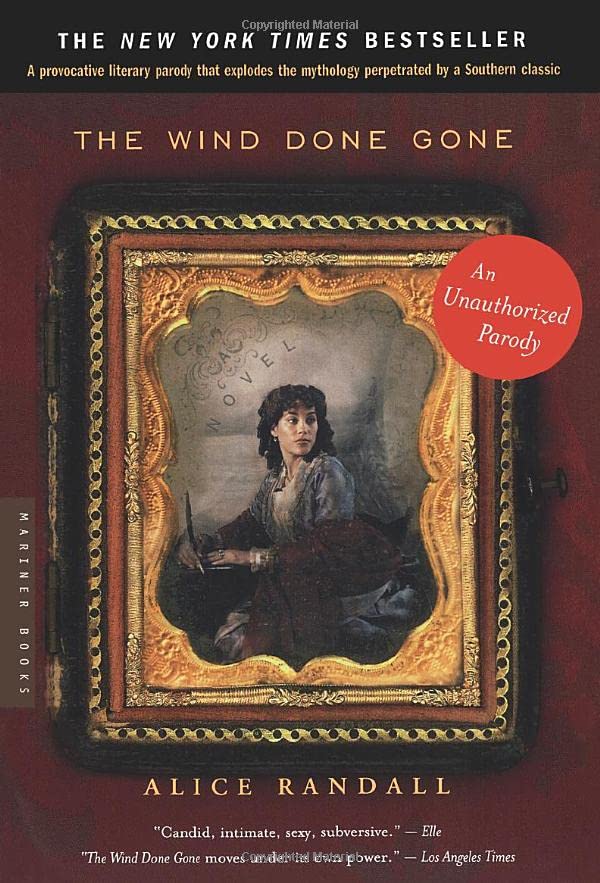 Copyrighted Material
THE NEW YORK TIMES BESTSELLER
A provocative literary parody that explodes the mythology perpetrated by a Southern classic
THE WIND DONE GONE
An
Unauthorized
Parody
A
NOVEL
MARINER BOOKS
ALICE RANDALL
"Candid, intimate, sexy, subversive." — Elle
"The Wind Done Gone moves under its own power." — Los Angeles Times
Copyrighted Material